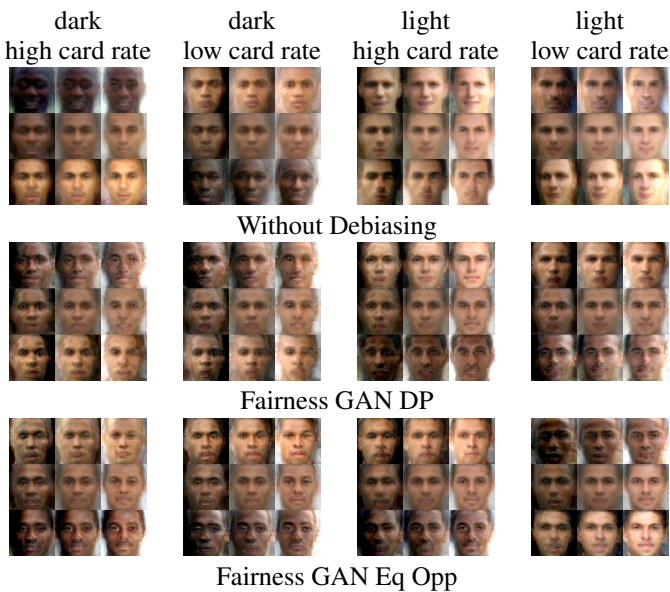 dark dark light light
high card rate low card rate high card rate low card rate
Without Debiasing
Fairness GAN DP
Fairness GAN Eq Opp